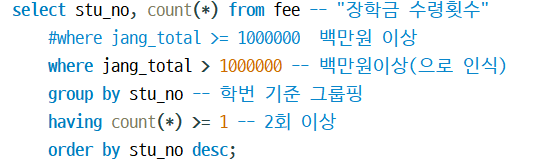 select stu_no, count(*) from fee -- "장학금 수령횟수"
#where jang_total >= 1000000 백만원 이상
where jang_total > 1000000 -- 백만원이상(으로 인식)
group by stu_no -- 학번 기준 그룹핑
having count(*) >= 1 -- 2회 이상
order by stu_no desc;